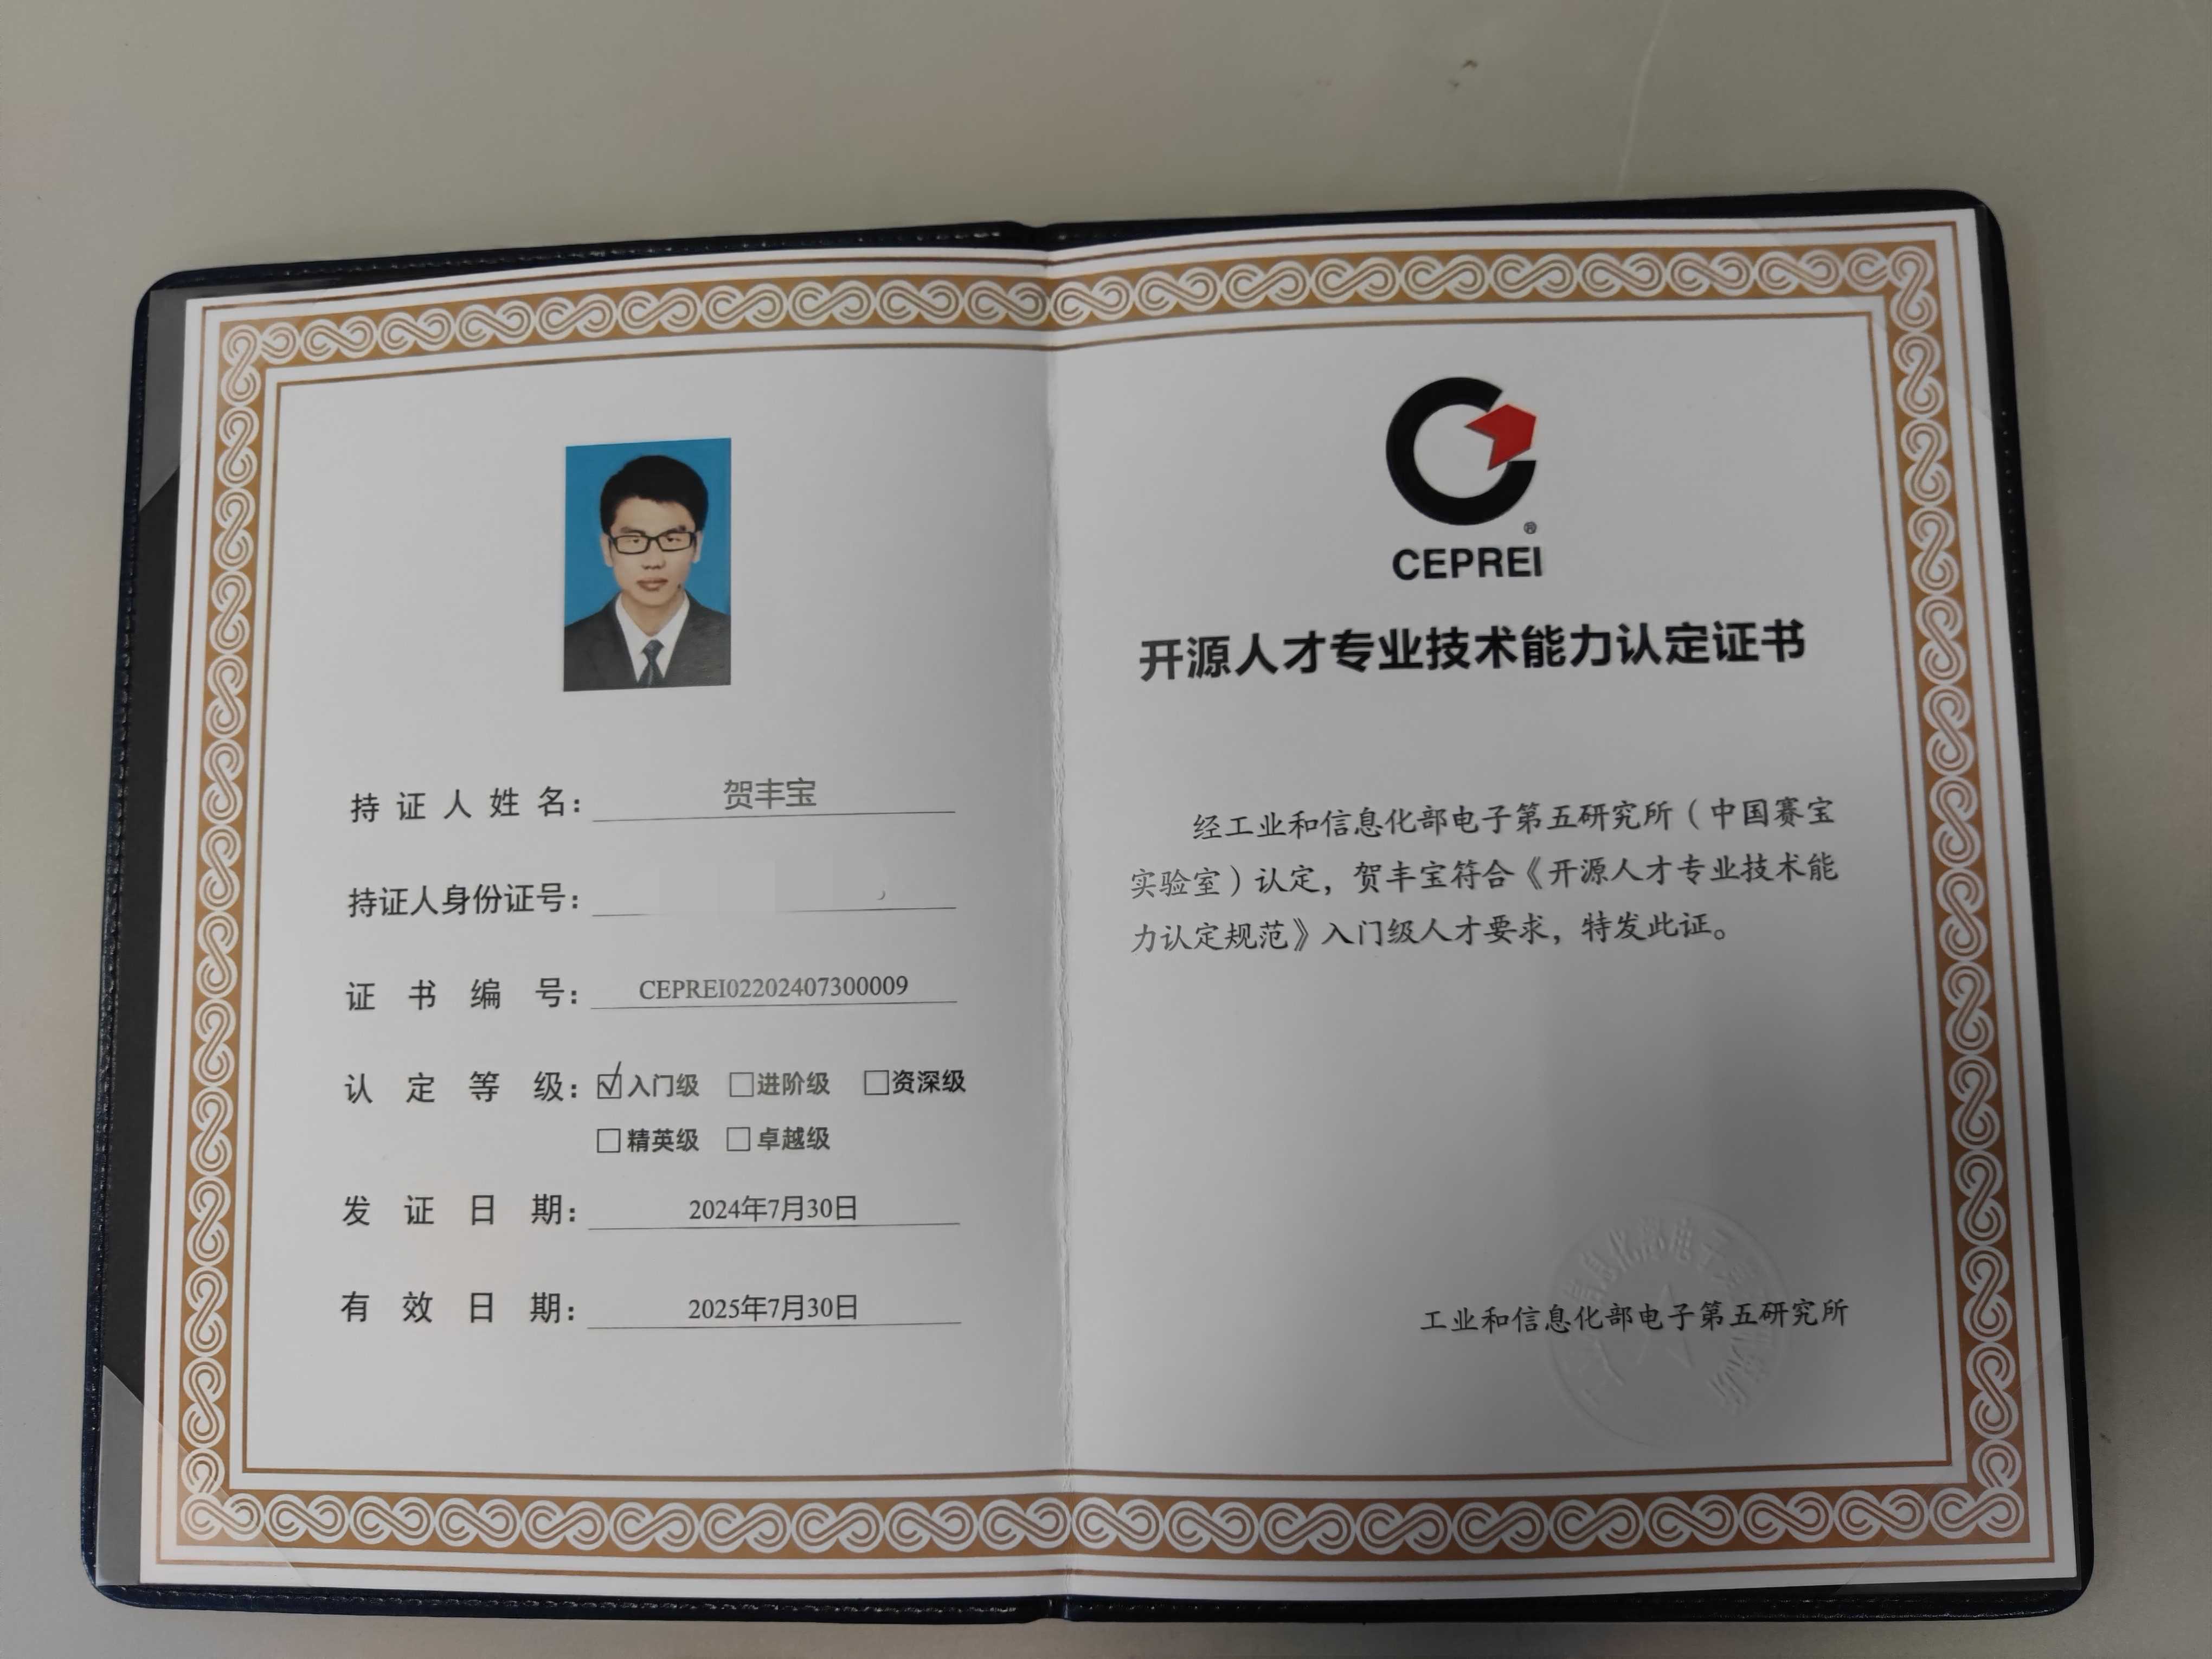 持证人姓名：贺丰宝
持证人身份证号：
证书编号：CEPREI02202407300009
认定等级：☑入门级 □进阶级 □资深级
□精英级 □卓越级
发证日期：2024年7月30日
有效日期：2025年7月30日
CEPREI
开源人才专业技术能力认定证书
经工业和信息化部电子第五研究所（中国赛宝
实验室）认定，贺丰宝符合《开源人才专业技术能
力认定规范》入门级人才要求，特发此证。
工业和信息化部电子第五研究所